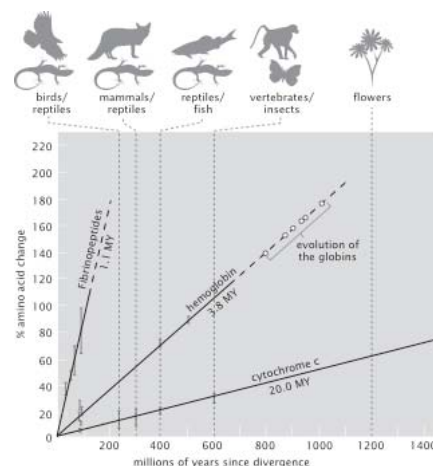 birds/
reptiles
mammals/
reptiles
reptiles/
fish
vertebrates/
insects
flowers
220
200
180
160
140
120
100
80
60
40
20
0
% amino acid change
Fibrinopeptides
1.1 MY
hemoglobin
3.8 MY
evolution of
the globins
cytochrome c
20.0 MY
0
200
400
600
800
1000
1200
1400
millions of years since divergence